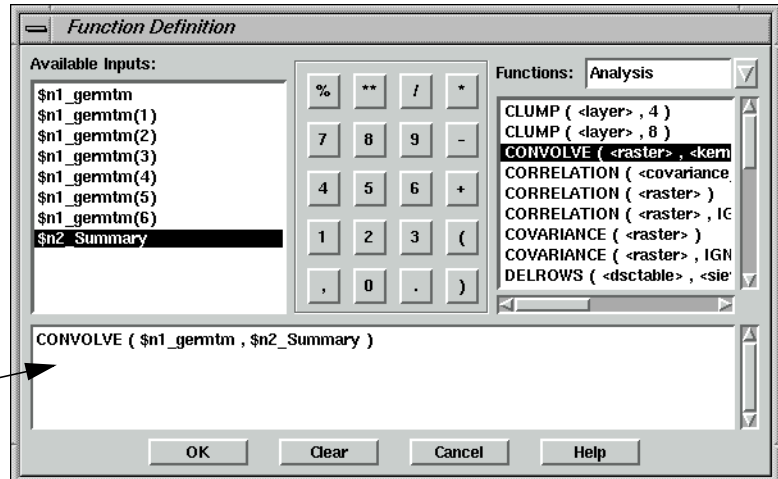 Function Definition
Available Inputs:
$n1_germtm
$n1_germtm(1)
$n1_germtm(2)
$n1_germtm(3)
$n1_germtm(4)
$n1_germtm(5)
$n1_germtm(6)
$n2_Summary
% ** / *
7 8 9 -
4 5 6 +
1 2 3 (
, 0 . )
Functions: Analysis
CLUMP ( <layer> , 4 )
CLUMP ( <layer> , 8 )
CONVOLVE ( <raster> , <kern
CORRELATION ( <covariance_
CORRELATION ( <raster> )
CORRELATION ( <raster> , IG
COVARIANCE ( <raster> )
COVARIANCE ( <raster> , IGN
DELROWS ( <dsctable> , <sie
CONVOLVE ( $n1_germtm , $n2_Summary )
OK Clear Cancel Help